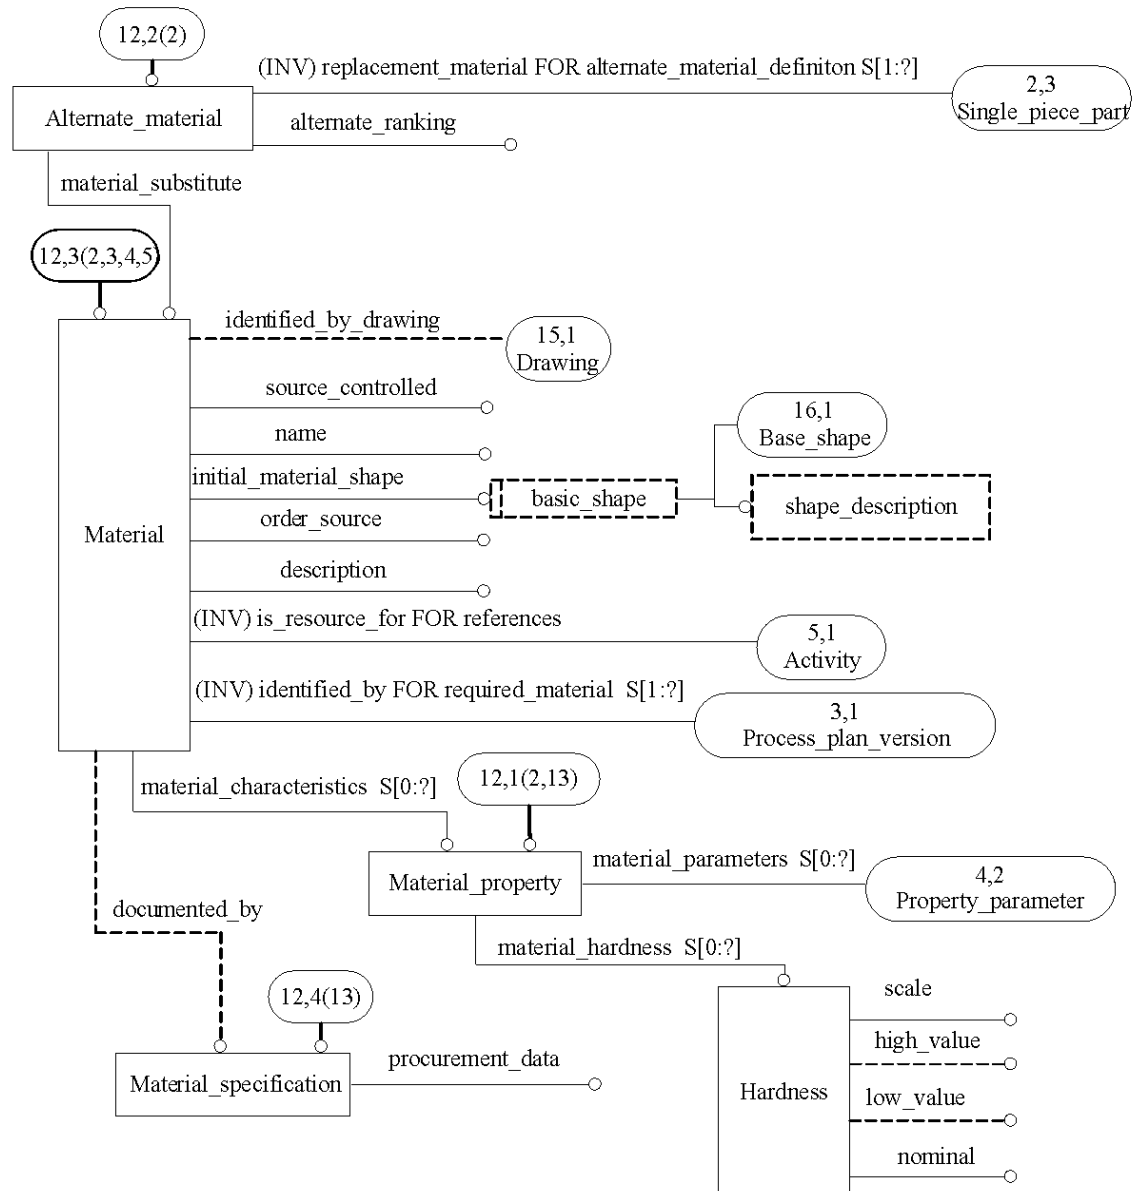 12,2(2)
(INV) replacement_material FOR alternate_material_definiton S[1:?]
2,3
Single_piece_part
Alternate_material
alternate_ranking
material_substitute
12,3(2,3,4,5)
identified_by_drawing
15,1
Drawing
source_controlled
16,1
Base_shape
name
initial_material_shape
basic_shape
shape_description
order_source
Material
description
(INV) is_resource_for FOR references
5,1
Activity
(INV) identified_by FOR required_material S[1:?]
3,1
Process_plan_version
material_characteristics S[0:?]
12,1(2,13)
material_parameters S[0:?]
Material_property
4,2
Property_parameter
documented_by
material_hardness S[0:?]
12,4(13)
scale
high_value
procurement_data
Material_specification
Hardness
low_value
nominal